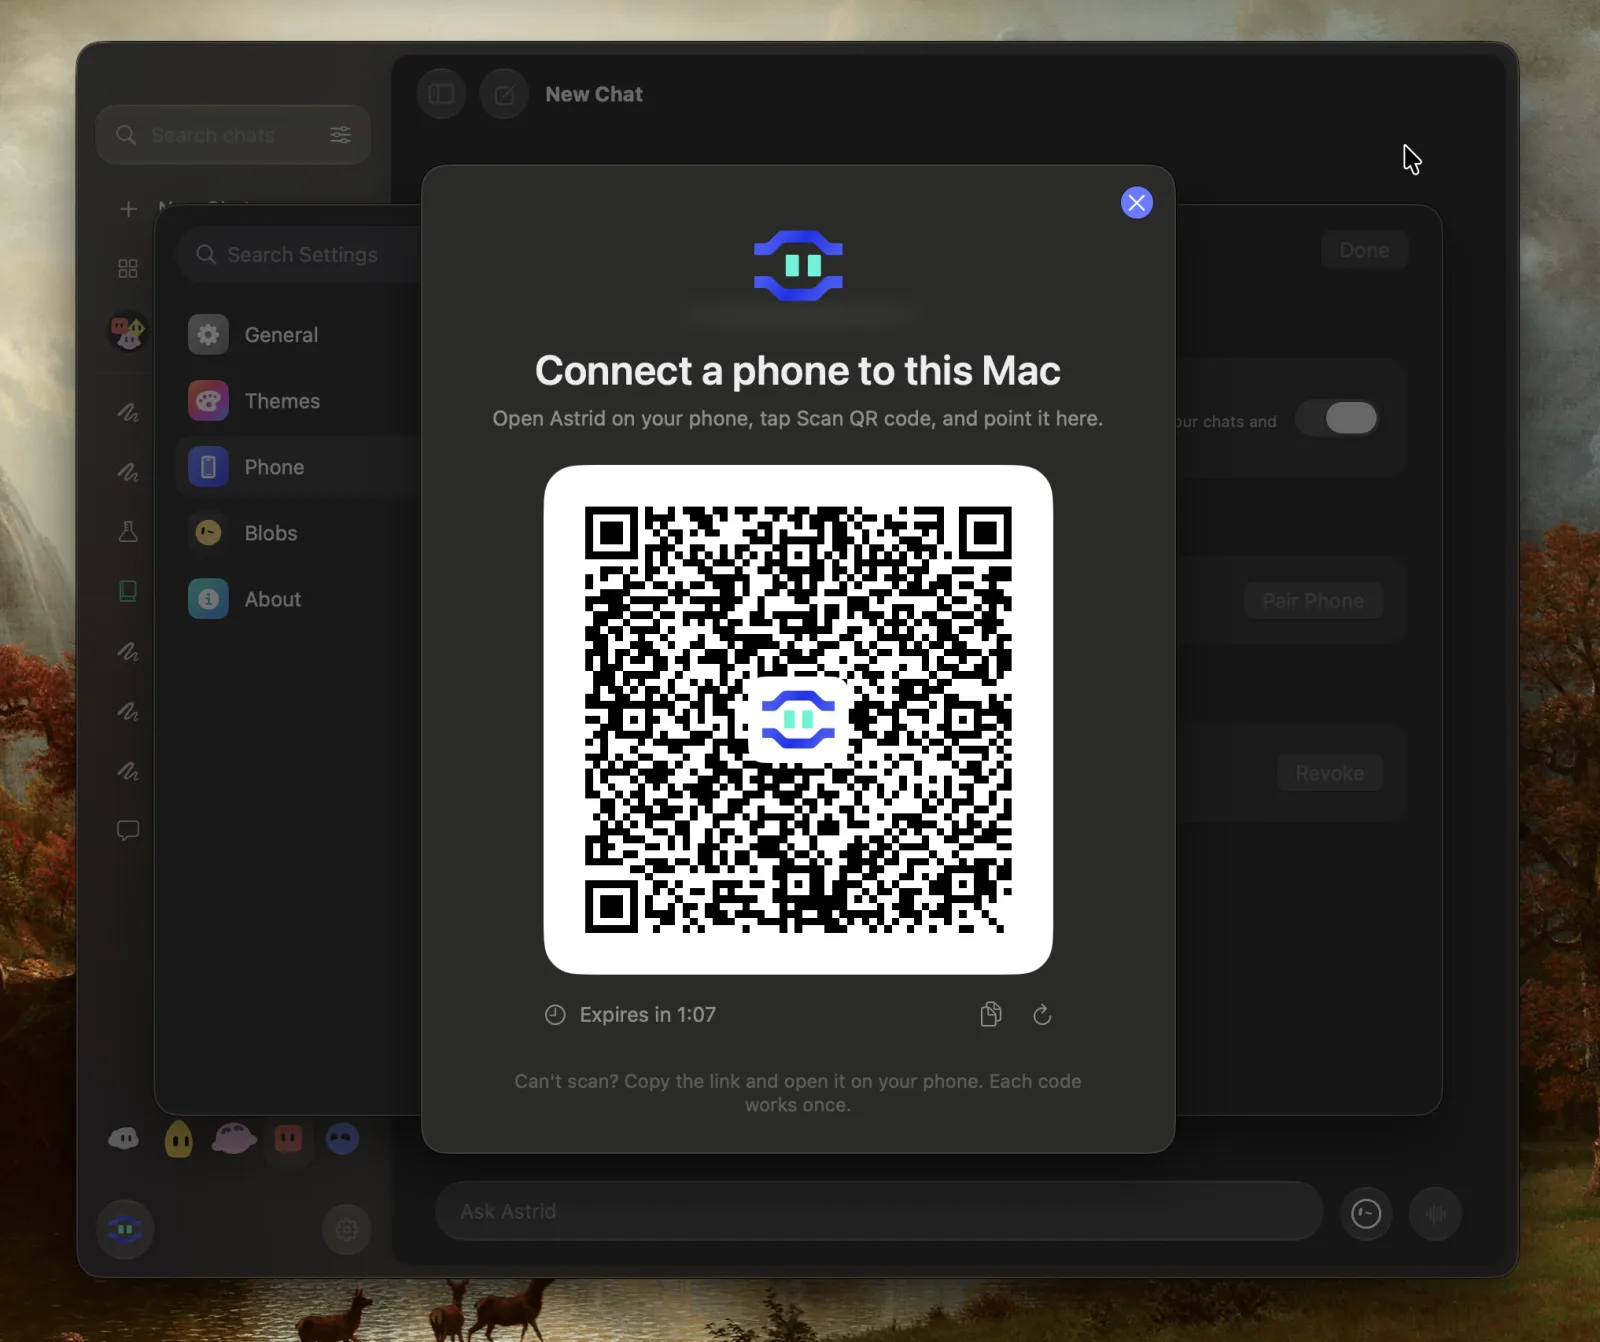 New Chat
Search chats
Search Settings
Done
General
Themes
Phone
Blobs
About
Connect a phone to this Mac
Open Astrid on your phone, tap Scan QR code, and point it here.
our chats and
Pair Phone
Revoke
Expires in 1:07
Can't scan? Copy the link and open it on your phone. Each code
works once.
Ask Astrid